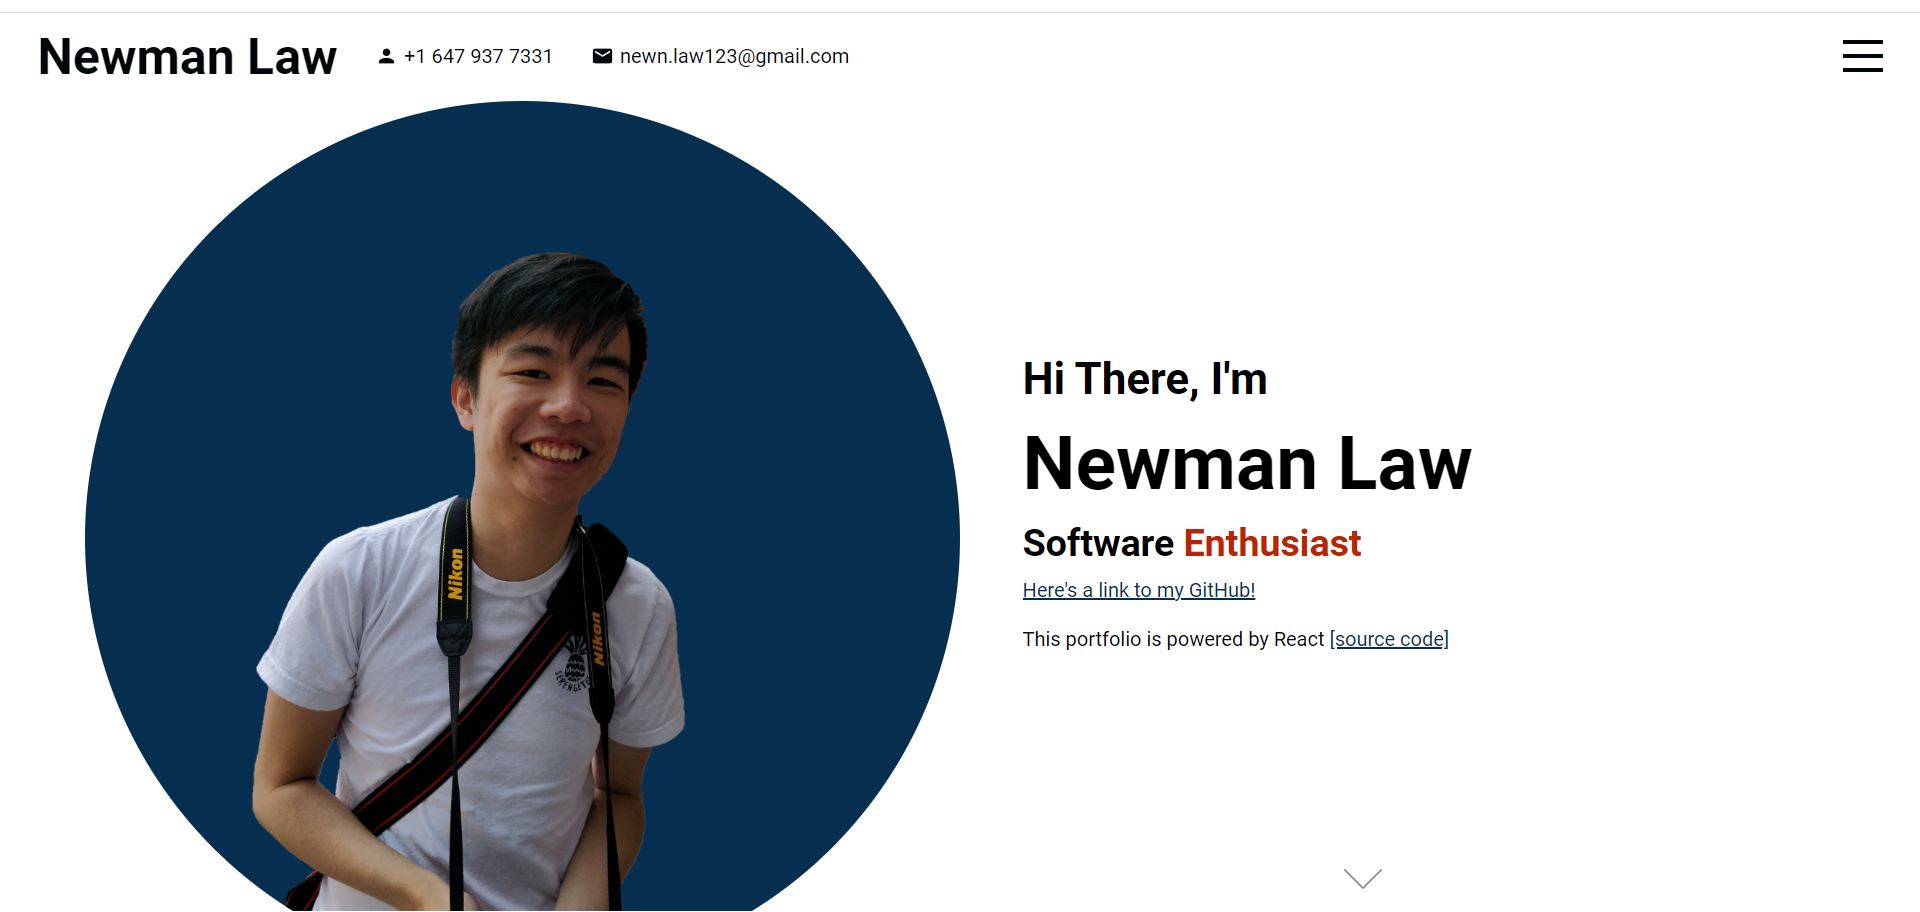 Newman Law
+1 647 937 7331
newn.law123@gmail.com
Hi There, I'm
Newman Law
Software Enthusiast
Here's a link to my GitHub!
This portfolio is powered by React [source code]
Nikon
Nikon